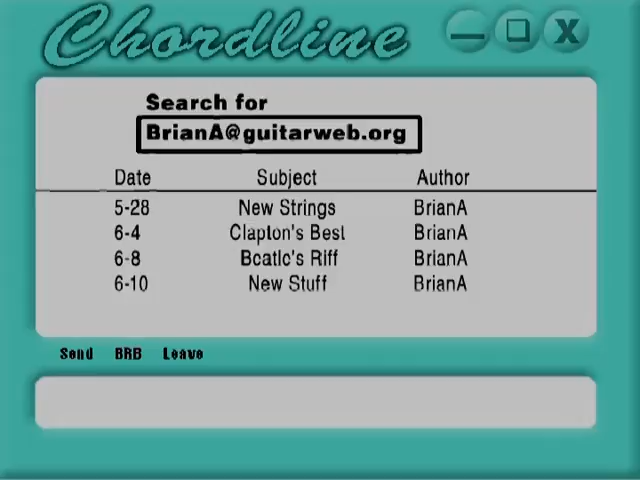 Chordline
Search for
BrianA@guitarweb.org
Date Subject Author
5-28 New Strings BrianA
6-4 Clapton's Best BrianA
6-8 Beatle's Riff BrianA
6-10 New Stuff BrianA
Send BRB Leave